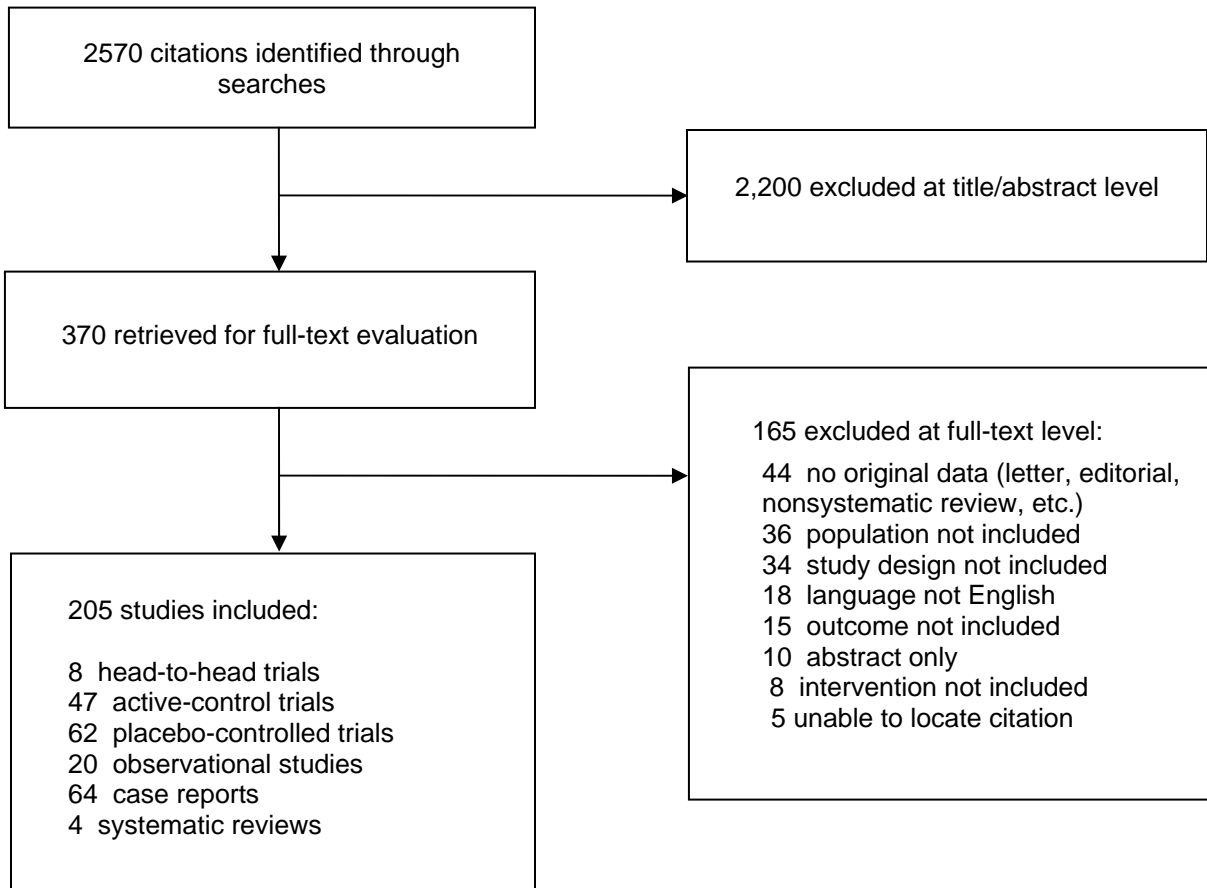 2570 citations identified through
searches
2,200 excluded at title/abstract level
370 retrieved for full-text evaluation
165 excluded at full-text level:
44 no original data (letter, editorial,
nonsystematic review, etc.)
36 population not included
34 study design not included
18 language not English
15 outcome not included
10 abstract only
8 intervention not included
5 unable to locate citation
205 studies included:
8 head-to-head trials
47 active-control trials
62 placebo-controlled trials
20 observational studies
64 case reports
4 systematic reviews